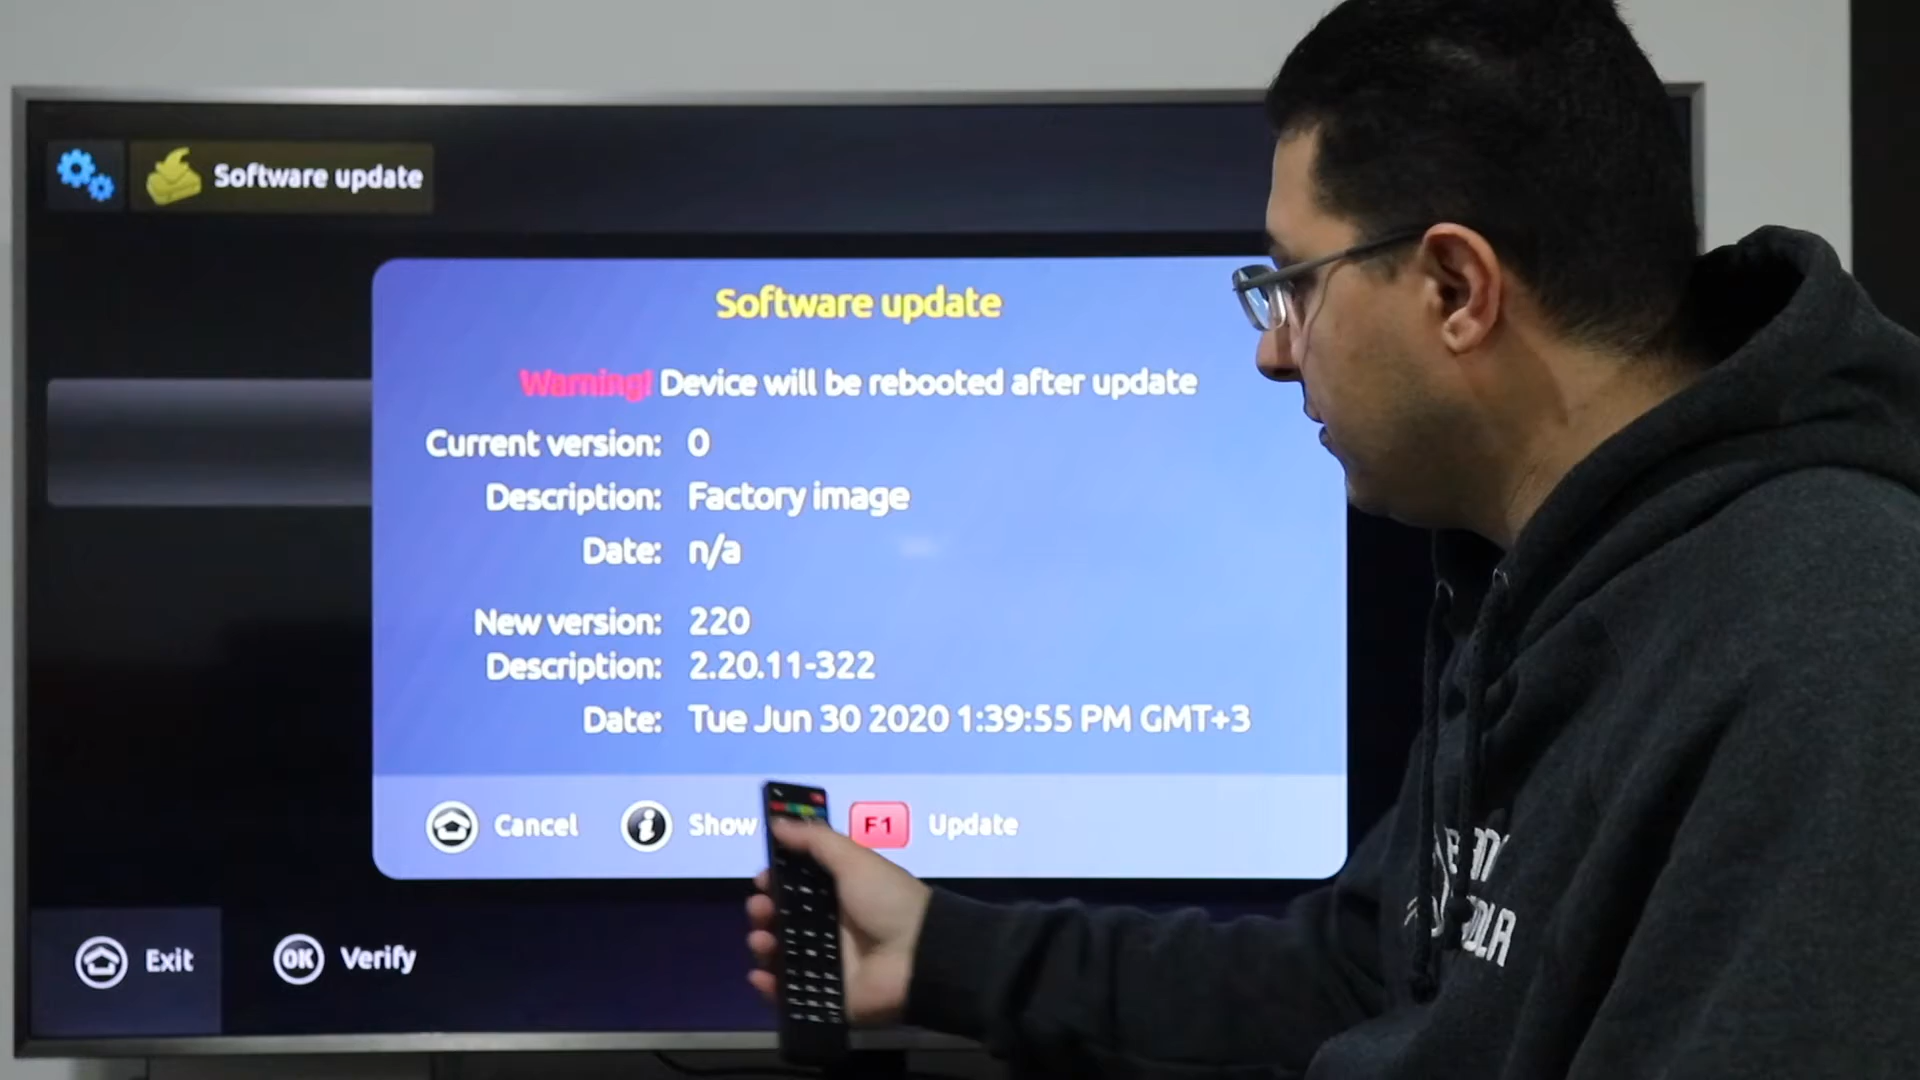 Software update
Software update
Warning! Device will be rebooted after update
Current version: 0
Description: Factory image
Date: n/a
New version: 220
Description: 2.20.11-322
Date: Tue Jun 30 2020 1:39:55 PM GMT+3
Cancel
Show
F1 Update
Exit
OK Verify